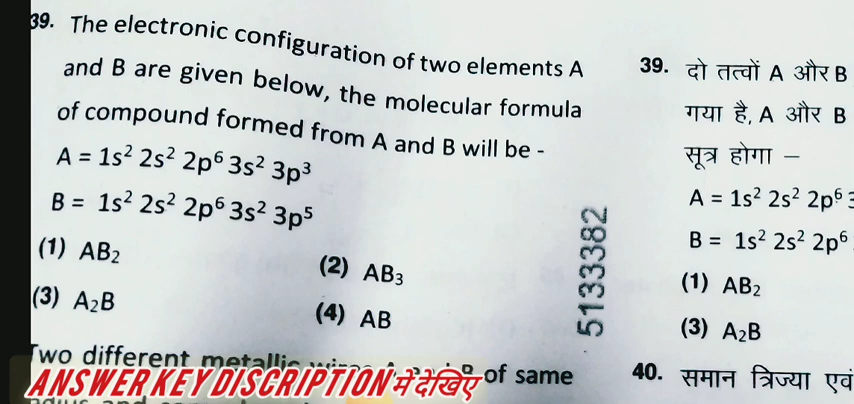 39. The electronic configuration of two elements A
and B are given below, the molecular formula
of compound formed from A and B will be -
A = 1s² 2s² 2p⁶ 3s² 3p³
B = 1s² 2s² 2p⁶ 3s² 3p⁵
(1) AB₂
(2) AB₃
(3) A₂B
(4) AB
Two different metallic of same
5133382
39. दो तत्वों A और B
गया है, A और B
सूत्र होगा –
A = 1s² 2s² 2p⁶ 3
B = 1s² 2s² 2p⁶
(1) AB₂
(3) A₂B
40. समान त्रिज्या एवं
ANSWER KEY DISCRIPTION में देखिए